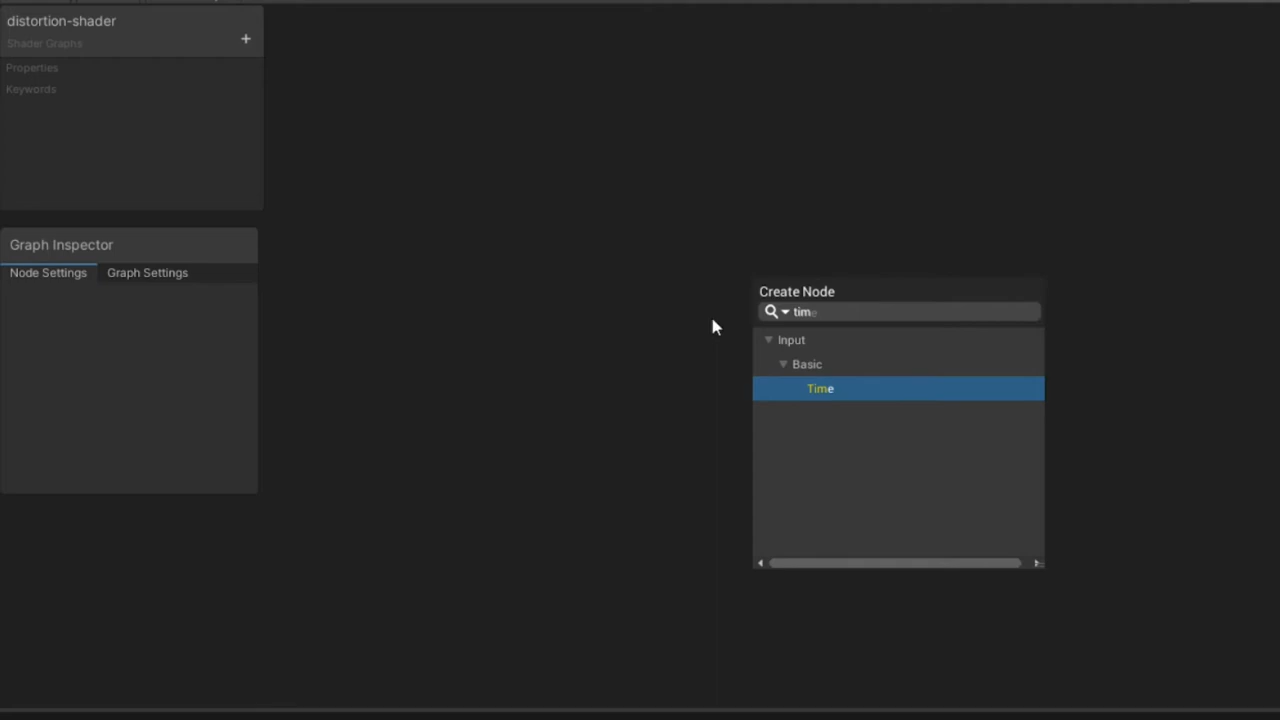 distortion-shader
Shader Graphs
+
Properties
Keywords
Graph Inspector
Node Settings
Graph Settings
Create Node
time
Input
Basic
Time